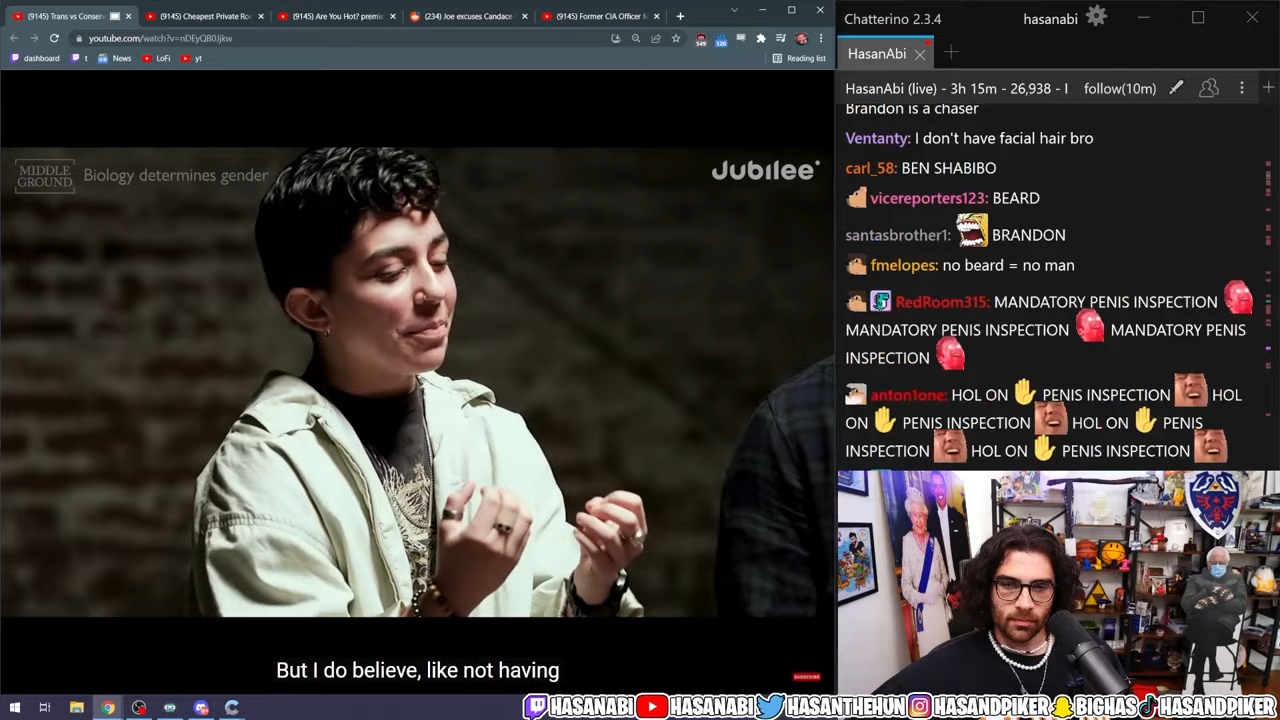 (9145) Trans vs Conser
(9145) Cheapest Private Ro
(9145) Are You Hot? premi
(234) Joe excuses Candace
(9145) Former CIA Officer M
youtube.com/watch?v=nDEyQB0Jjkw
549
120
dashboard
t
News
LoFi
yt
Reading list
MIDDLE
GROUND
Biology determines gender
Jubilee
But I do believe, like not having
SUBSCRIBE
Chatterino 2.3.4
hasanabi
HasanAbi
HasanAbi (live) - 3h 15m - 26,938 - I
follow(10m)
Brandon is a chaser
Ventanty: I don't have facial hair bro
carl_58: BEN SHABIBO
vicereporters123: BEARD
santasbrother1: BRANDON
fmelopes: no beard = no man
RedRoom315: MANDATORY PENIS INSPECTION
MANDATORY PENIS INSPECTION MANDATORY PENIS
INSPECTION
anton1one: HOL ON ✋ PENIS INSPECTION HOL
ON ✋ PENIS INSPECTION HOL ON ✋ PENIS
INSPECTION HOL ON ✋ PENIS INSPECTION
HASANABI HASANABI HASANTHEHUN HASANDPIKER BIGHAS HASANDPIKER